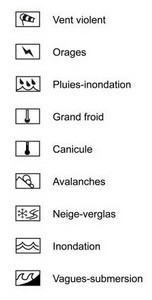 Vent violent
Orages
Pluies-inondation
Grand froid
Canicule
Avalanches
Neige-verglas
Inondation
Vagues-submersion